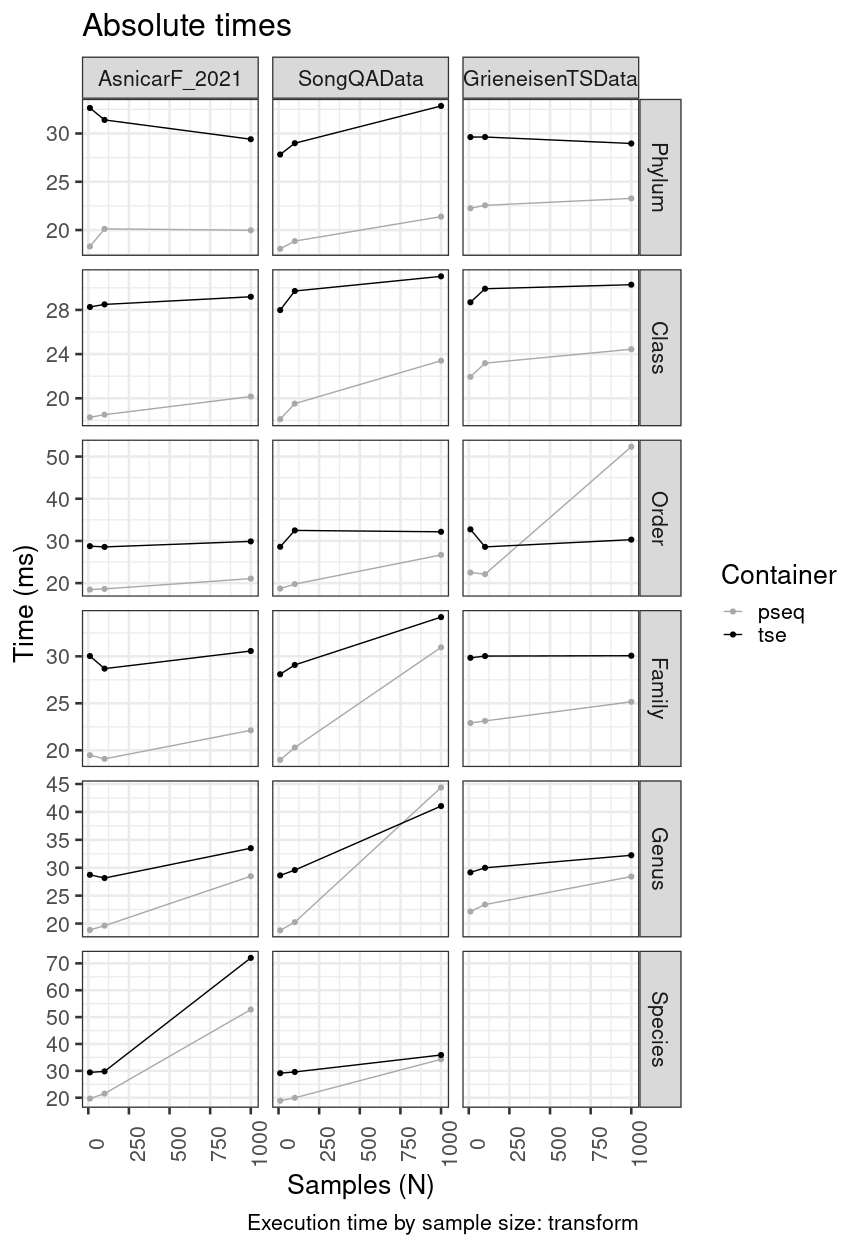 Absolute times
AsnicarF_2021 SongQAData GrieneisenTSData
30
25
20
Phylum
28
24
20
Class
50
40
30
20
Order
Time (ms)
30
25
20
Family
Container
pseq
tse
45
40
35
30
25
20
Genus
70
60
50
40
30
20
Species
0 250 500 750 1000 0 250 500 750 1000 0 250 500 750 1000
Samples (N)
Execution time by sample size: transform